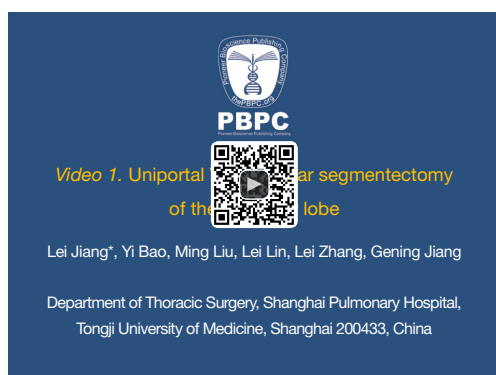 Pioneer Bioscience Publishing Company
thePBPC.org
PBPC
Pioneer Bioscience Publishing Company
Video 1. Uniportal ar segmentectomy
of the lobe
Lei Jiang*, Yi Bao, Ming Liu, Lei Lin, Lei Zhang, Gening Jiang
Department of Thoracic Surgery, Shanghai Pulmonary Hospital,
Tongji University of Medicine, Shanghai 200433, China